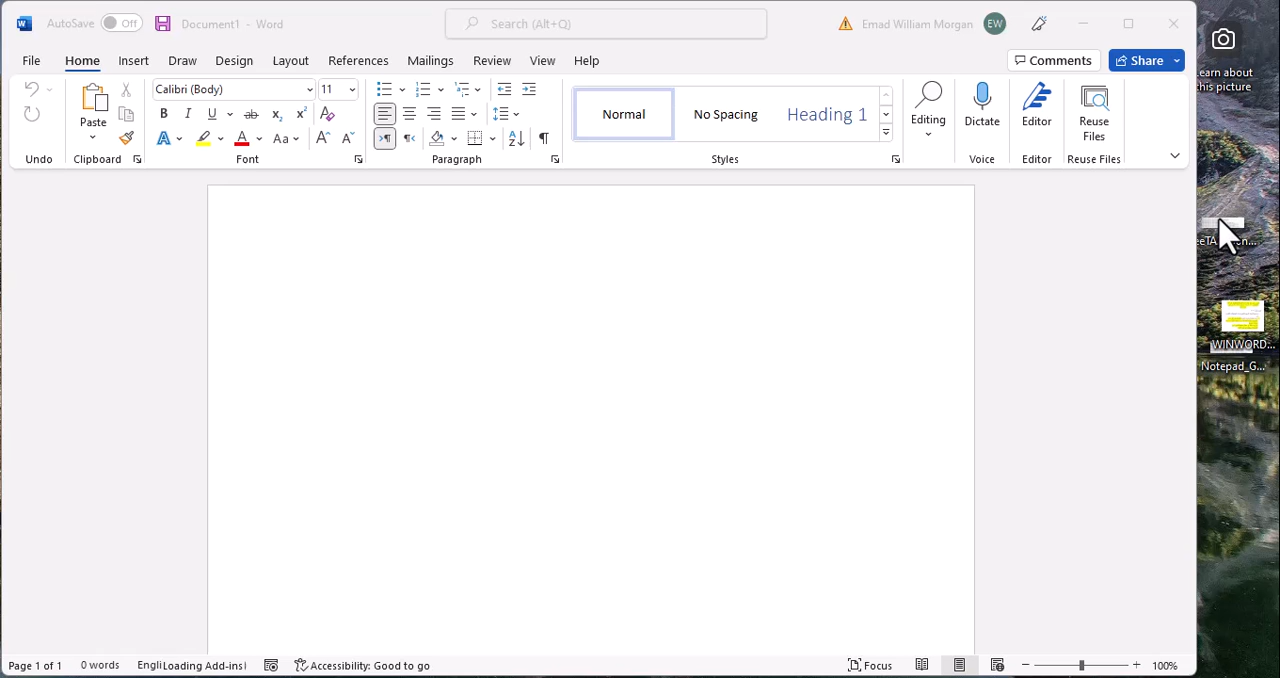 AutoSave Off Document1 - Word Search (Alt+Q) Emad William Morgan EW
File Home Insert Draw Design Layout References Mailings Review View Help Comments Share
Calibri (Body) 11
Paste
Normal No Spacing Heading 1
Editing Dictate Editor Reuse Files
Undo Clipboard Font Paragraph Styles Voice Editor Reuse Files
earn about
this picture
WINWORD...
Notepad_G...
Page 1 of 1 0 words Engli Loading Add-ins Accessibility: Good to go Focus 100%